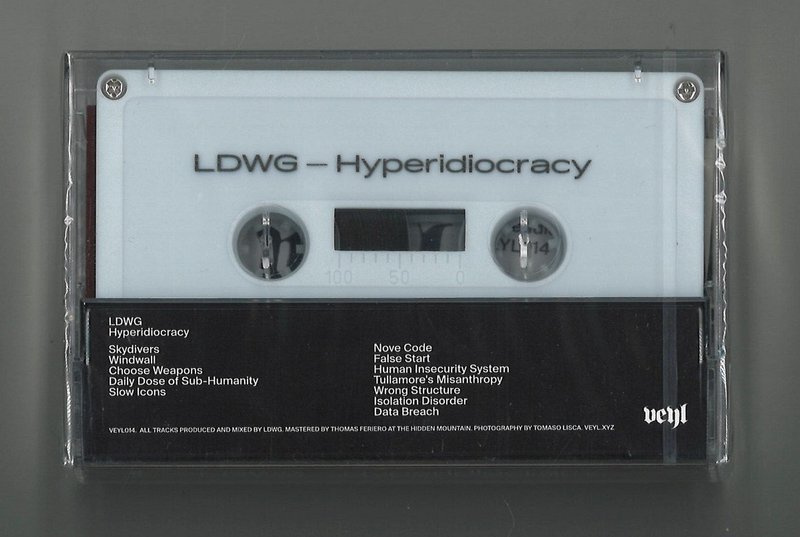 LDWG – Hyperidiocracy
YL014
100 50 0
LDWG
Hyperidiocracy
Skydivers
Windwall
Choose Weapons
Daily Dose of Sub-Humanity
Slow Icons
Nove Code
False Start
Human Insecurity System
Tullamore's Misanthropy
Wrong Structure
Isolation Disorder
Data Breach
veyl
VEYL014. ALL TRACKS PRODUCED AND MIXED BY LDWG. MASTERED BY THOMAS FERIERO AT THE HIDDEN MOUNTAIN. PHOTOGRAPHY BY TOMASO LISCA. VEYL.XYZ